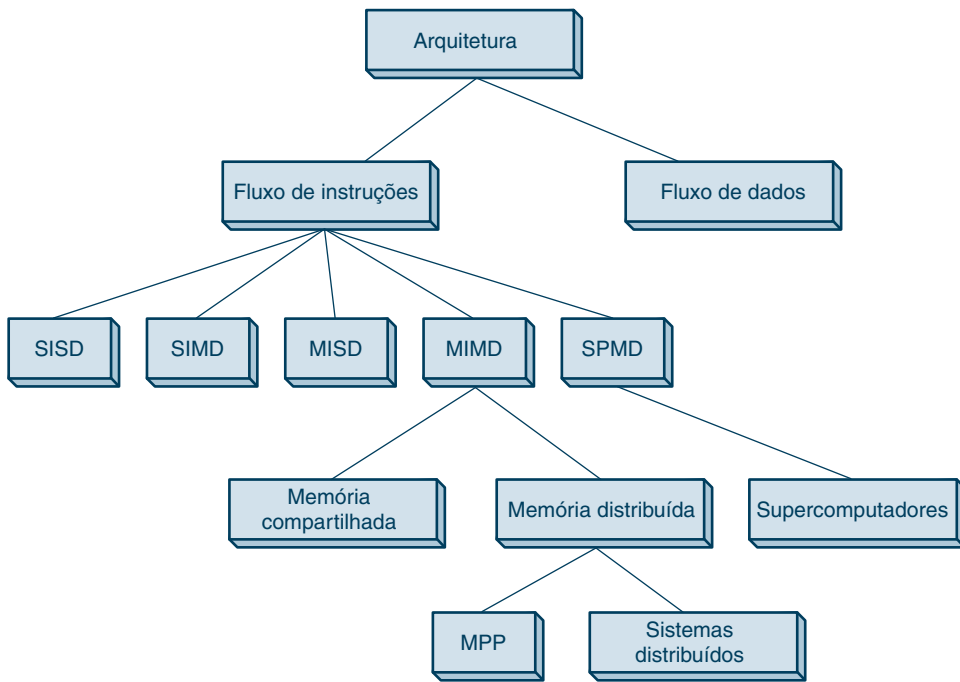 Arquitetura
Fluxo de instruções
Fluxo de dados
SISD
SIMD
MISD
MIMD
SPMD
Memória
compartilhada
Memória distribuída
Supercomputadores
MPP
Sistemas
distribuídos